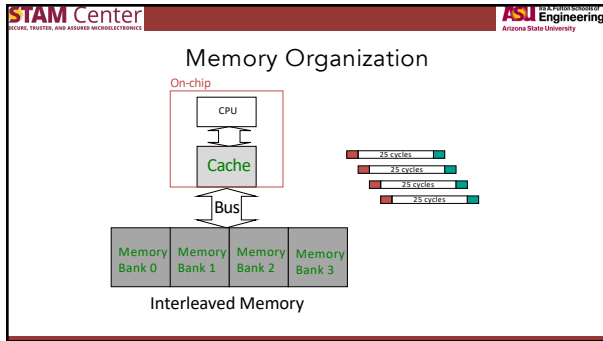 STAM Center
SECURE, TRUSTED, AND ASSURED MICROELECTRONICS
ASU Ira A. Fulton Schools of
Engineering
Arizona State University
Memory Organization
On-chip
CPU
Cache
25 cycles
25 cycles
25 cycles
25 cycles
Bus
Memory Bank 0
Memory Bank 1
Memory Bank 2
Memory Bank 3
Interleaved Memory